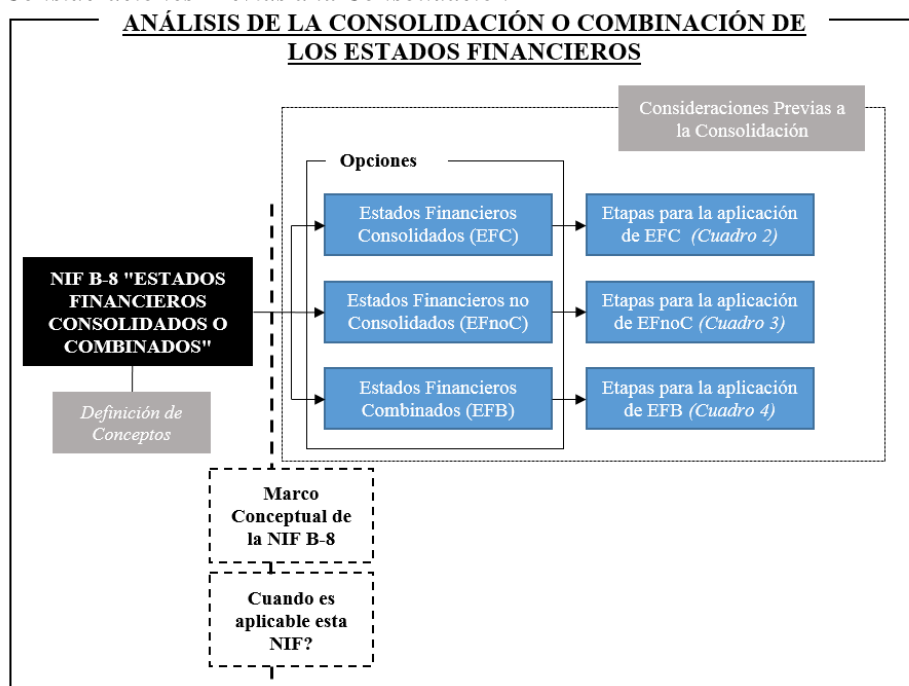 ANÁLISIS DE LA CONSOLIDACIÓN O COMBINACIÓN DE
LOS ESTADOS FINANCIEROS
Consideraciones Previas a
la Consolidación
Opciones
Estados Financieros
Consolidados (EFC)
Etapas para la aplicación
de EFC (Cuadro 2)
NIF B-8 "ESTADOS
FINANCIEROS
CONSOLIDADOS O
COMBINADOS"
Estados Financieros no
Consolidados (EFnoC)
Etapas para la aplicación
de EFnoC (Cuadro 3)
Estados Financieros
Combinados (EFB)
Etapas para la aplicación
de EFB (Cuadro 4)
Definición de
Conceptos
Marco
Conceptual de
la NIF B-8
Cuando es
aplicable esta
NIF?